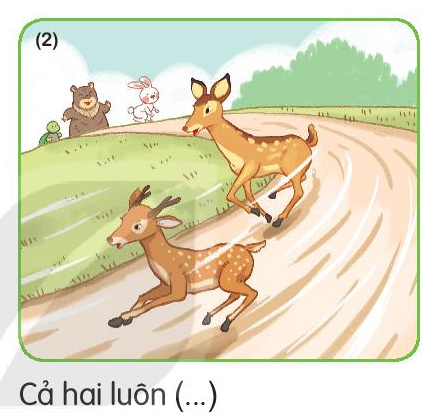 (2)
Cả hai luôn (...)